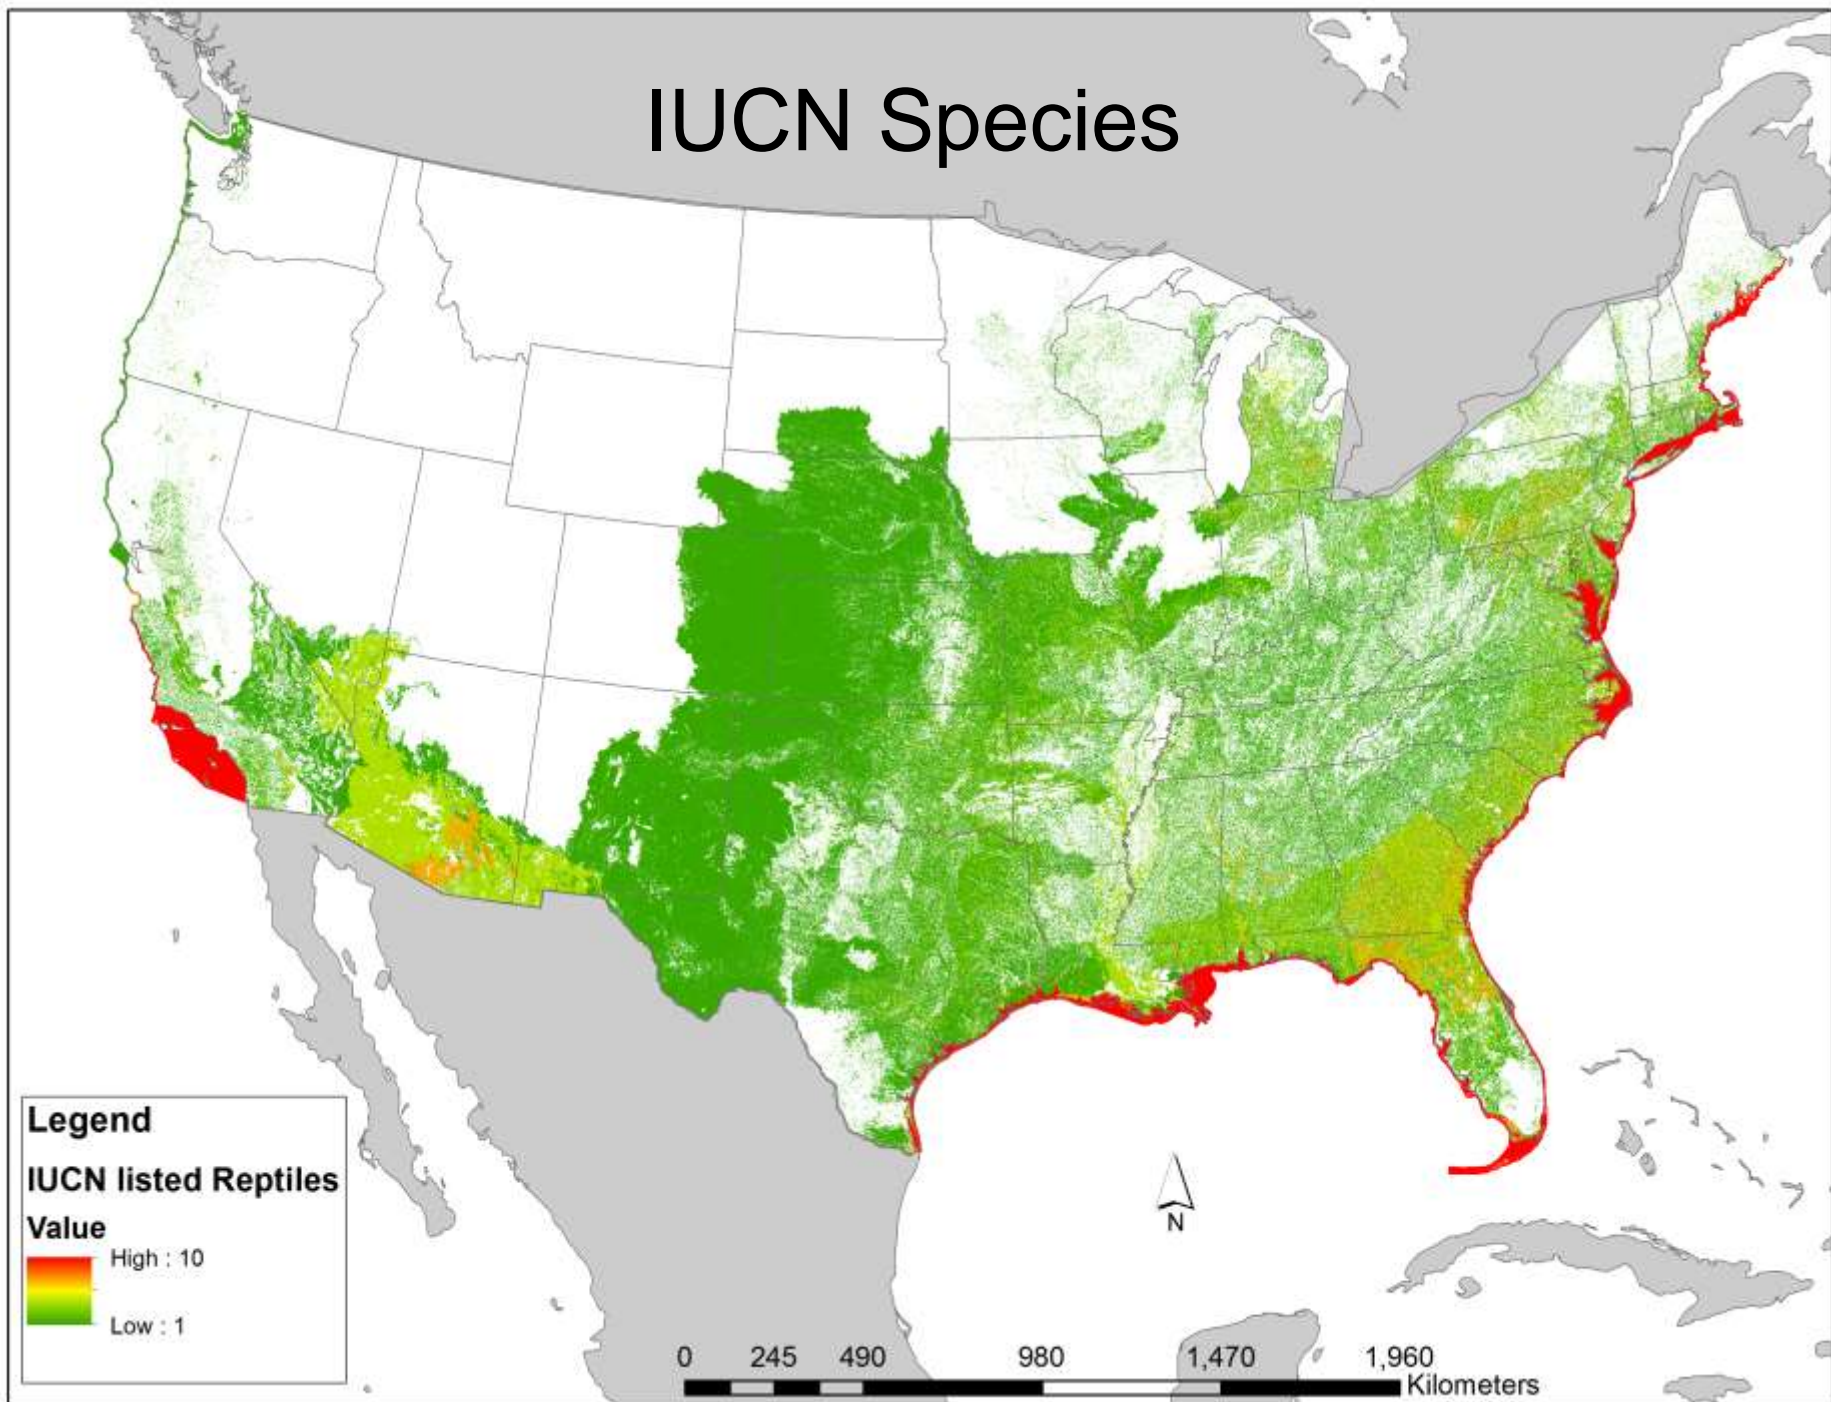 IUCN Species
Legend
IUCN listed Reptiles
Value
High : 10
Low : 1
N
0 245 490 980 1,470 1,960
Kilometers